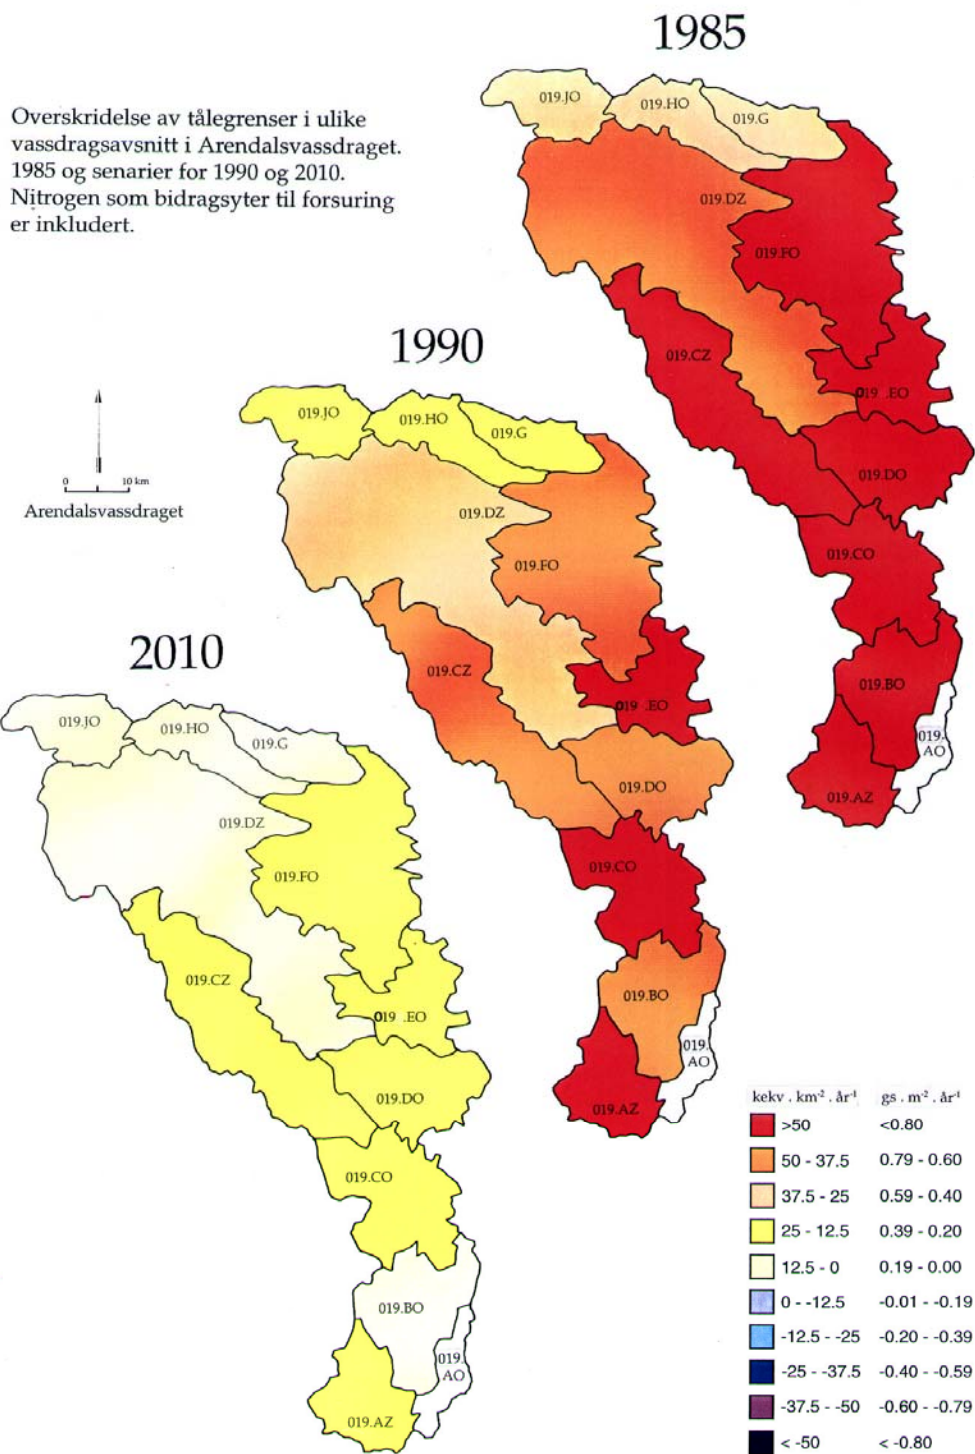 1985
Overskridelse av tålegrenser i ulike
vassdragsavsnitt i Arendalsvassdraget.
1985 og senarier for 1990 og 2010.
Nitrogen som bidragsyter til forsuring
er inkludert.
019.JO
019.HO
019.G
019.DZ
019.FO
019.CZ
019 .EO
019.DO
019.CO
019.BO
019.
AO
019.AZ
1990
019.JO
019.HO
019.G
019.DZ
019.FO
019.CZ
019 .EO
019.DO
019.CO
019.BO
019.
AO
019.AZ
0 10 km
Arendalsvassdraget
2010
019.JO
019.HO
019.G
019.DZ
019.FO
019.CZ
019 .EO
019.DO
019.CO
019.BO
019.
AO
019.AZ
kekv . km-² . år-¹ gs . m-² . år-¹
>50 <0.80
50 - 37.5 0.79 - 0.60
37.5 - 25 0.59 - 0.40
25 - 12.5 0.39 - 0.20
12.5 - 0 0.19 - 0.00
0 - -12.5 -0.01 - -0.19
-12.5 - -25 -0.20 - -0.39
-25 - -37.5 -0.40 - -0.59
-37.5 - -50 -0.60 - -0.79
< -50 < -0.80